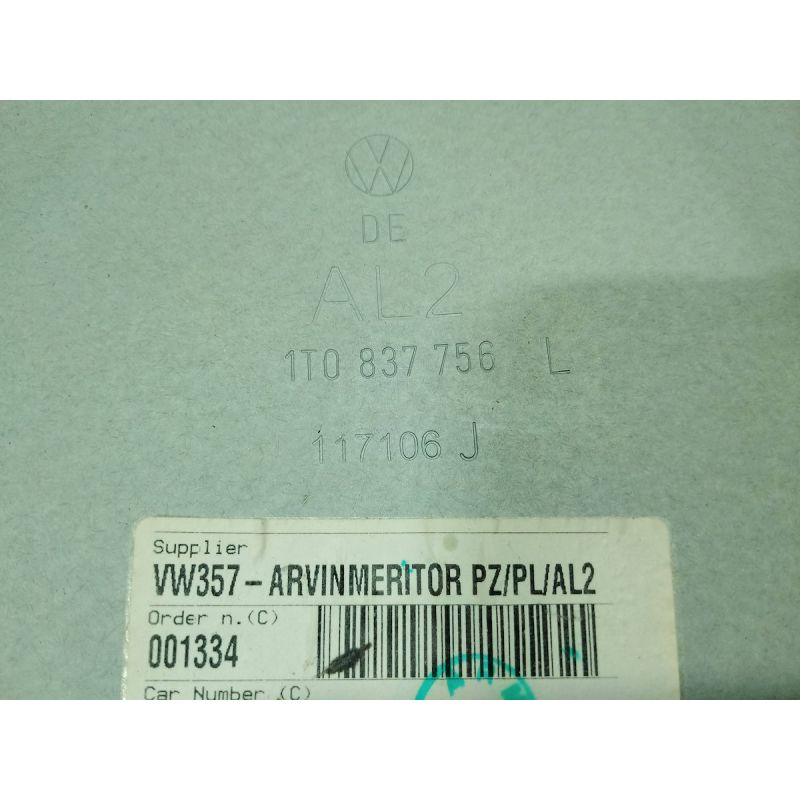 DE
AL2
1T0 837 756 L
117106 J
Supplier
VW357-ARVINMERITOR PZ/PL/AL2
Order n.(C)
001334
Car Number (C)